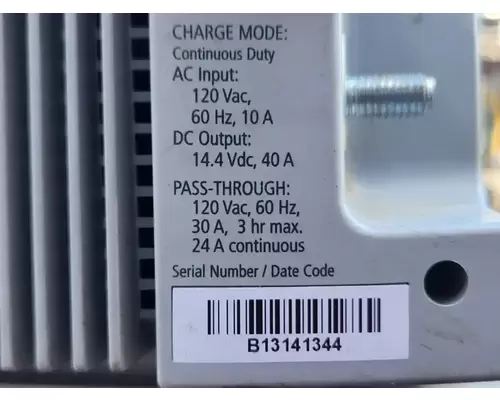 CHARGE MODE:
Continuous Duty
AC Input:
120 Vac,
60 Hz, 10 A
DC Output:
14.4 Vdc, 40 A
PASS-THROUGH:
120 Vac, 60 Hz,
30 A, 3 hr max.
24 A continuous
Serial Number / Date Code
B13141344